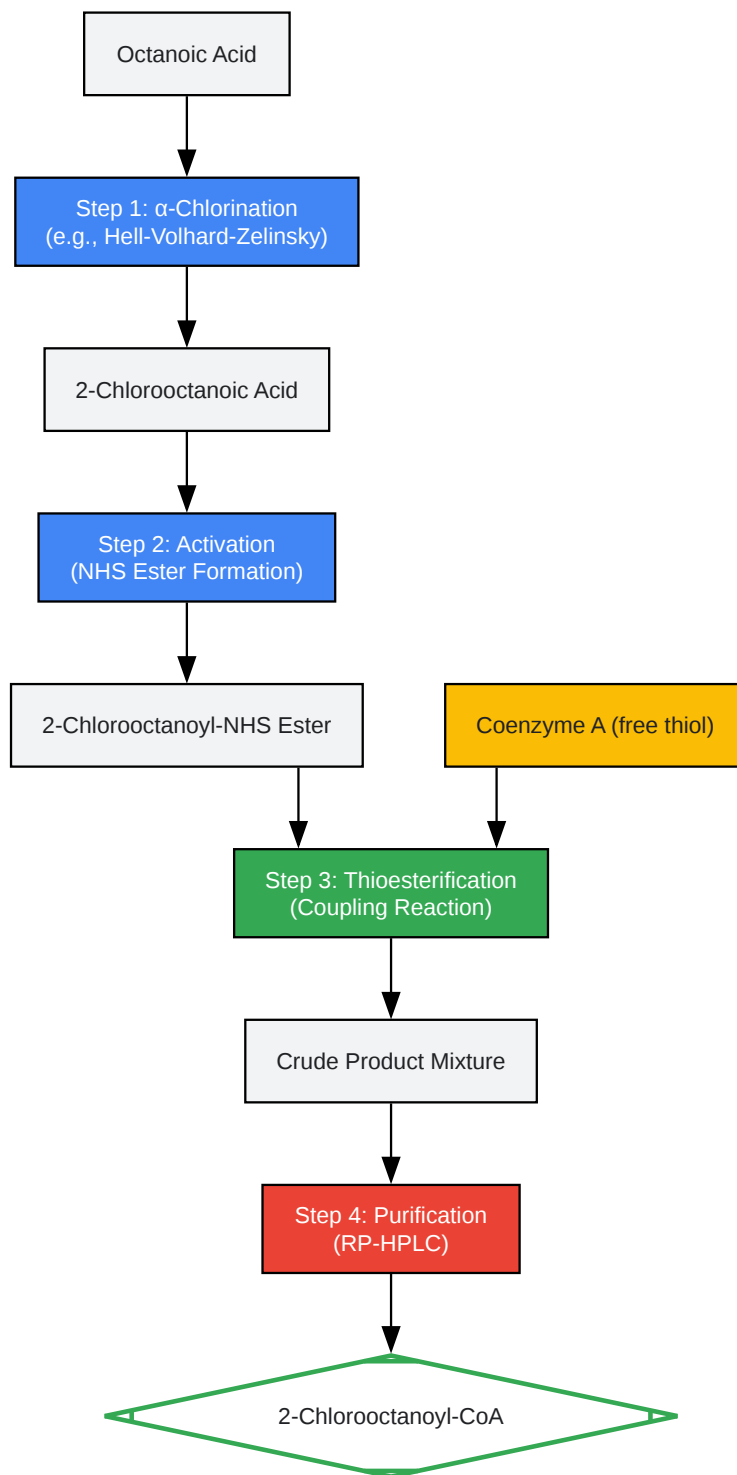 Octanoic Acid
Step 1: α-Chlorination
(e.g., Hell-Volhard-Zelinsky)
2-Chlorooctanoic Acid
Step 2: Activation
(NHS Ester Formation)
2-Chlorooctanoyl-NHS Ester
Coenzyme A (free thiol)
Step 3: Thioesterification
(Coupling Reaction)
Crude Product Mixture
Step 4: Purification
(RP-HPLC)
2-Chlorooctanoyl-CoA